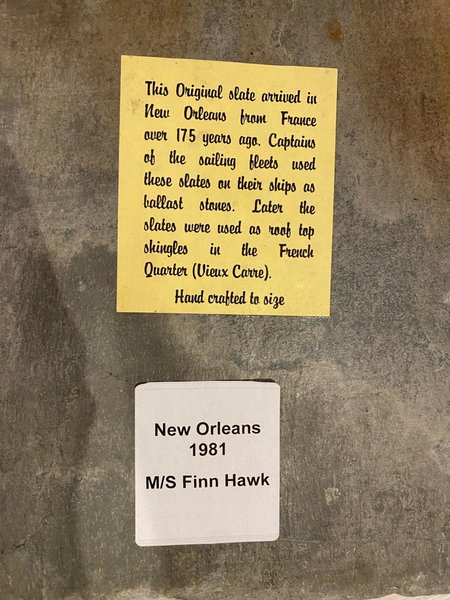 This Original slate arrived in
New Orleans from France
over 175 years ago. Captains
of the sailing fleets used
these slates on their ships as
ballast stones. Later the
slates were used as roof top
shingles in the French
Quarter (Vieux Carre).
Hand crafted to size
New Orleans
1981
M/S Finn Hawk